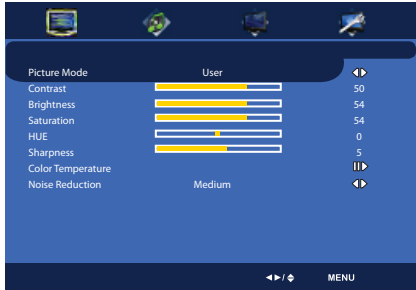 Picture Mode User
Contrast 50
Brightness 54
Saturation 54
HUE 0
Sharpness 5
Color Temperature
Noise Reduction Medium
◄►/⬍ MENU